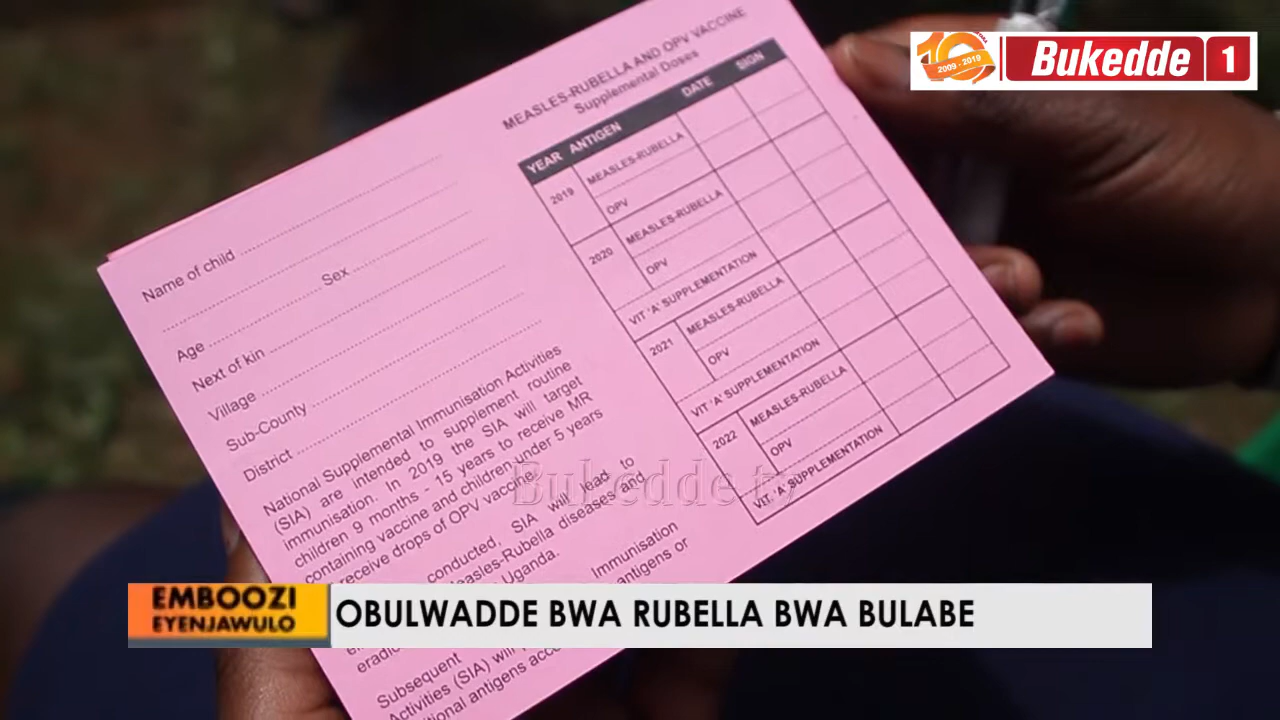 10
2009 - 2019
Bukedde 1
MEASLES-RUBELLA AND OPV VACCINE
Supplemental Doses
YEAR ANTIGEN DATE SIGN
2019 MEASLES-RUBELLA
OPV
2020 MEASLES-RUBELLA
OPV
VIT 'A' SUPPLEMENTATION
2021 MEASLES-RUBELLA
OPV
VIT 'A' SUPPLEMENTATION
2022 MEASLES-RUBELLA
OPV
VIT. 'A' SUPPLEMENTATION
Name of child
Sex
Age
Next of kin
Village
Sub-County
District
National Supplemental Immunisation Activities
(SIA) are intended to supplement routine
immunisation. In 2019 the SIA will target
children 9 months - 15 years to receive MR
containing vaccine and children under 5 years
receive drops of OPV vaccine
conducted, SIA will lead to
Measles-Rubella diseases and
Uganda.
Immunisation
antigens or
Subsequent
Activities (SIA) will
antigens
Bukedde tv
EMBOOZI
EYENJAWULO
OBULWADDE BWA RUBELLA BWA BULABE